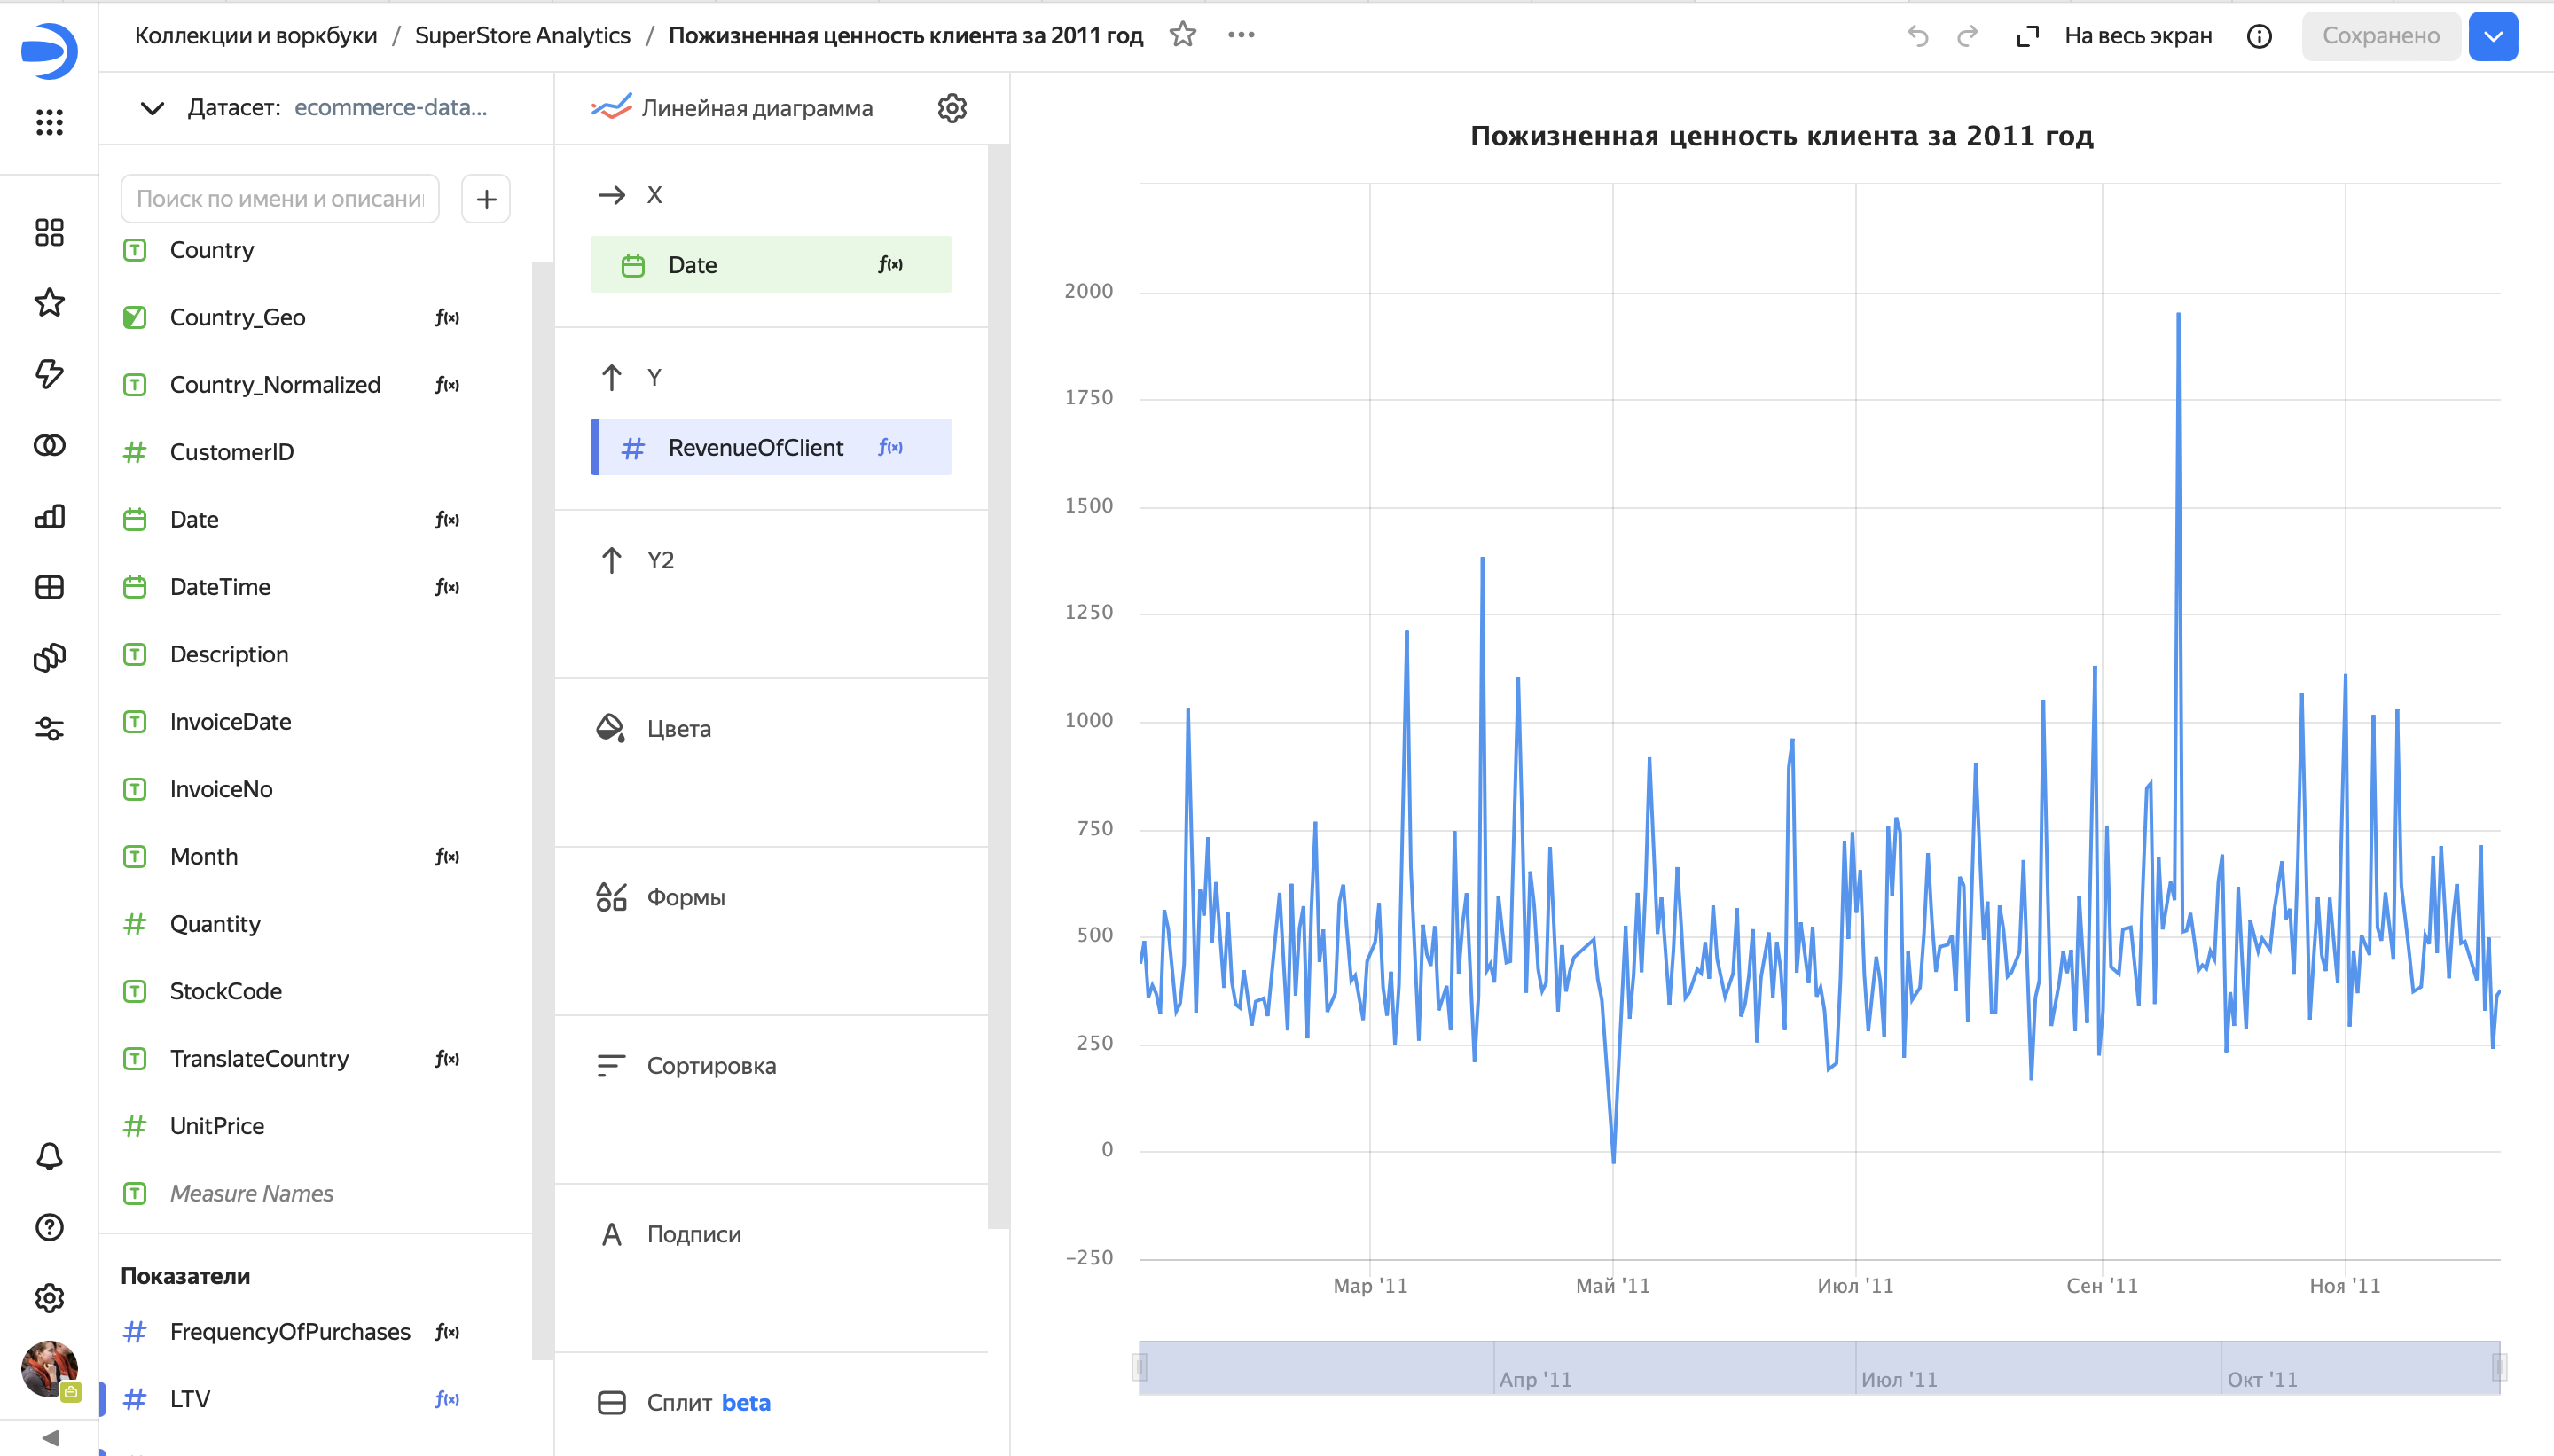 Коллекции и воркбуки / SuperStore Analytics / Пожизненная ценность клиента за 2011 год
На весь экран
Сохранено
Датасет: ecommerce-data...
Поиск по имени и описани
Country
Country_Geo f(x)
Country_Normalized f(x)
CustomerID
Date f(x)
DateTime f(x)
Description
InvoiceDate
InvoiceNo
Month f(x)
Quantity
StockCode
TranslateCountry f(x)
UnitPrice
Measure Names
Показатели
FrequencyOfPurchases f(x)
LTV f(x)
Линейная диаграмма
X
Date f(x)
Y
RevenueOfClient f(x)
Y2
Цвета
Формы
Сортировка
Подписи
Сплит beta
Пожизненная ценность клиента за 2011 год
2000
1750
1500
1250
1000
750
500
250
0
−250
Мар '11 Май '11 Июл '11 Сен '11 Ноя '11
Апр '11 Июл '11 Окт '11